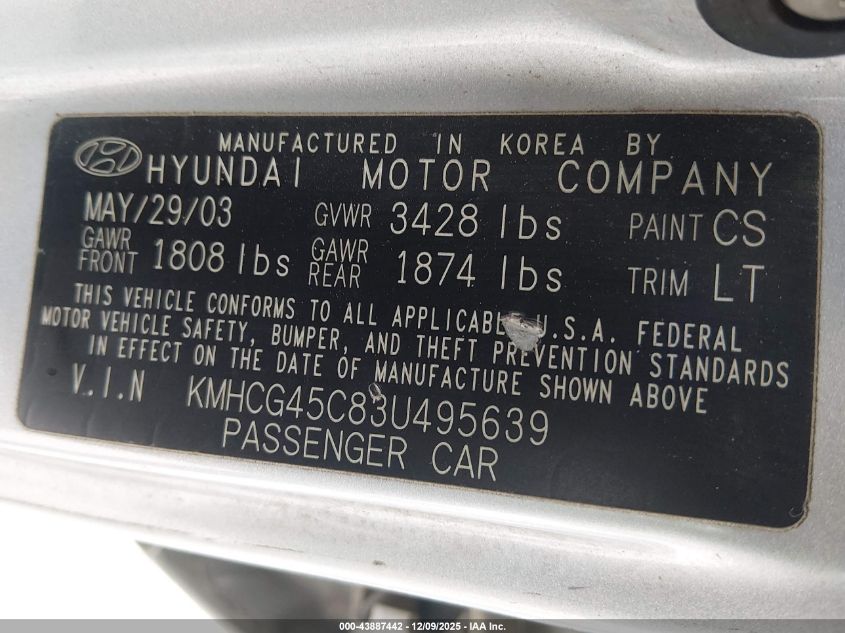 MANUFACTURED IN KOREA BY
HYUNDAI MOTOR COMPANY
MAY/29/03 GVWR 3428 lbs PAINT CS
GAWR FRONT 1808 lbs GAWR REAR 1874 lbs TRIM LT
THIS VEHICLE CONFORMS TO ALL APPLICABLE U.S.A. FEDERAL
MOTOR VEHICLE SAFETY, BUMPER, AND THEFT PREVENTION STANDARDS
IN EFFECT ON THE DATE OF MANUFACTURE SHOWN ABOVE
V.I.N KMHCG45C83U495639
PASSENGER CAR
000-43887442 | 12/09/2025 - IAA Inc.